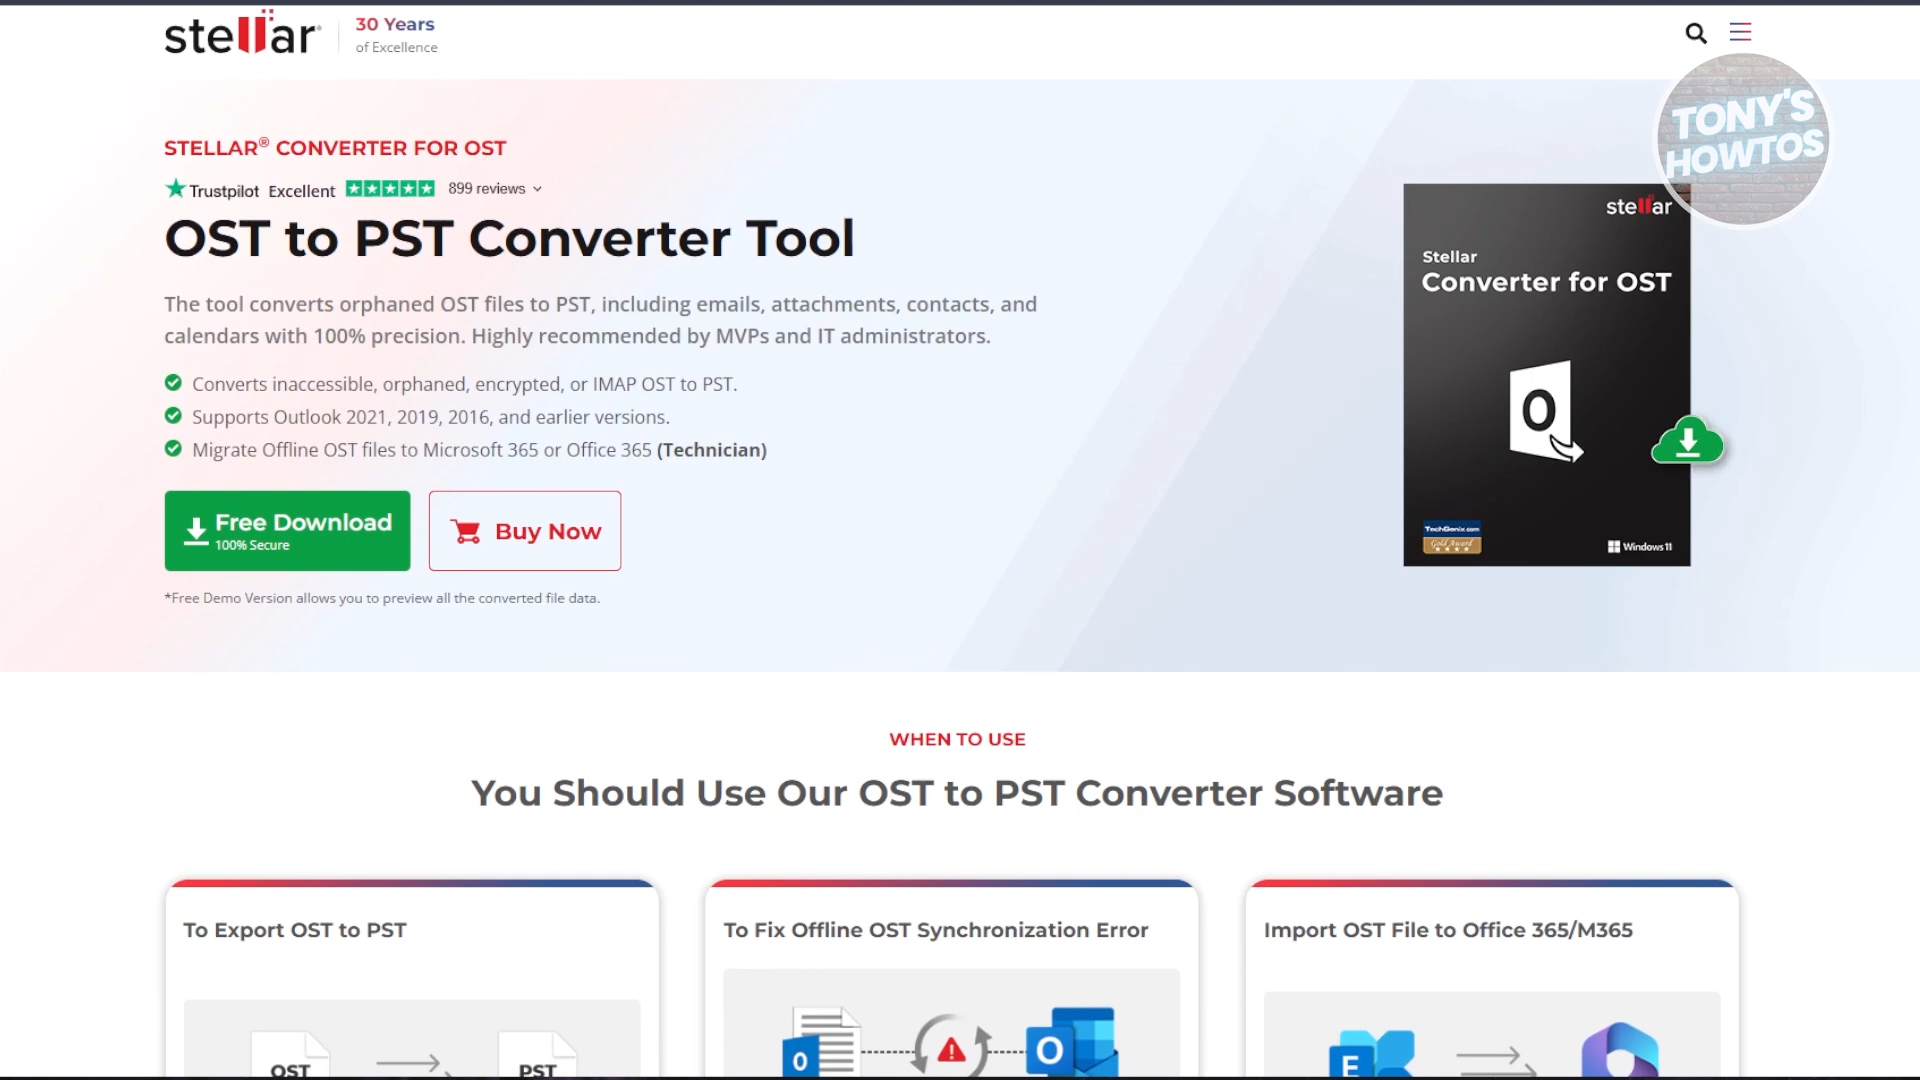 stellar
30 Years
of Excellence
TONY'S
HOWTOS
STELLAR® CONVERTER FOR OST
Trustpilot Excellent 899 reviews
OST to PST Converter Tool
The tool converts orphaned OST files to PST, including emails, attachments, contacts, and
calendars with 100% precision. Highly recommended by MVPs and IT administrators.
Converts inaccessible, orphaned, encrypted, or IMAP OST to PST.
Supports Outlook 2021, 2019, 2016, and earlier versions.
Migrate Offline OST files to Microsoft 365 or Office 365 (Technician)
Free Download
100% Secure
Buy Now
*Free Demo Version allows you to preview all the converted file data.
stellar
Stellar
Converter for OST
O
TechGenix.com
Gold Award
Windows 11
WHEN TO USE
You Should Use Our OST to PST Converter Software
To Export OST to PST
OST
PST
To Fix Offline OST Synchronization Error
O
O
Import OST File to Office 365/M365
E